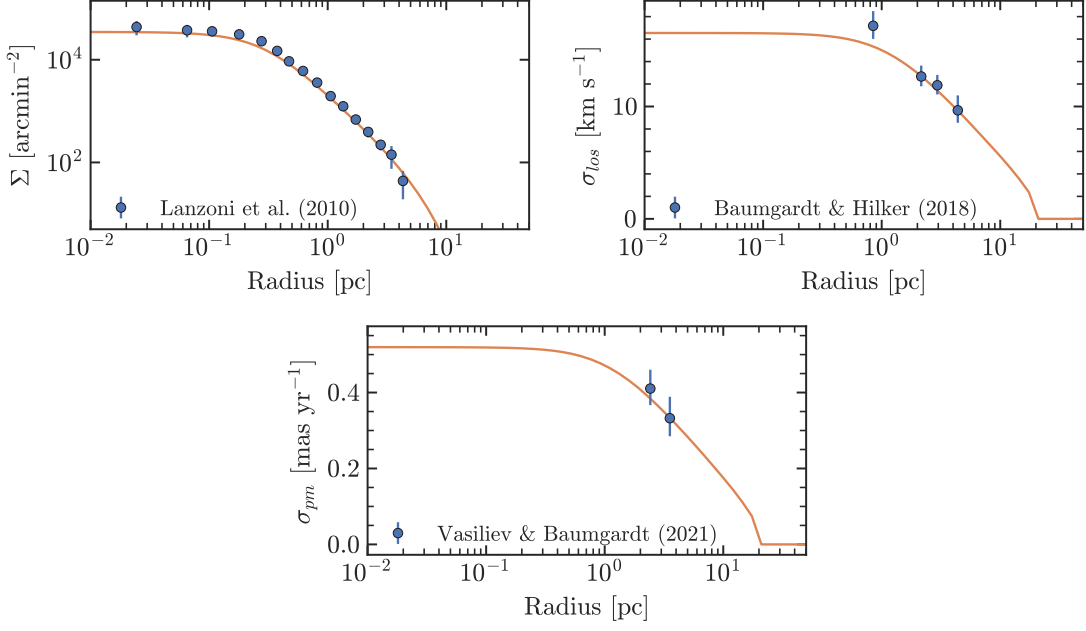 10⁴
10²
Σ [arcmin⁻²]
Lanzoni et al. (2010)
10⁻² 10⁻¹ 10⁰ 10¹
Radius [pc]
10
0
σ_los [km s⁻¹]
Baumgardt & Hilker (2018)
10⁻² 10⁻¹ 10⁰ 10¹
Radius [pc]
0.4
0.2
0.0
σ_pm [mas yr⁻¹]
Vasiliev & Baumgardt (2021)
10⁻² 10⁻¹ 10⁰ 10¹
Radius [pc]